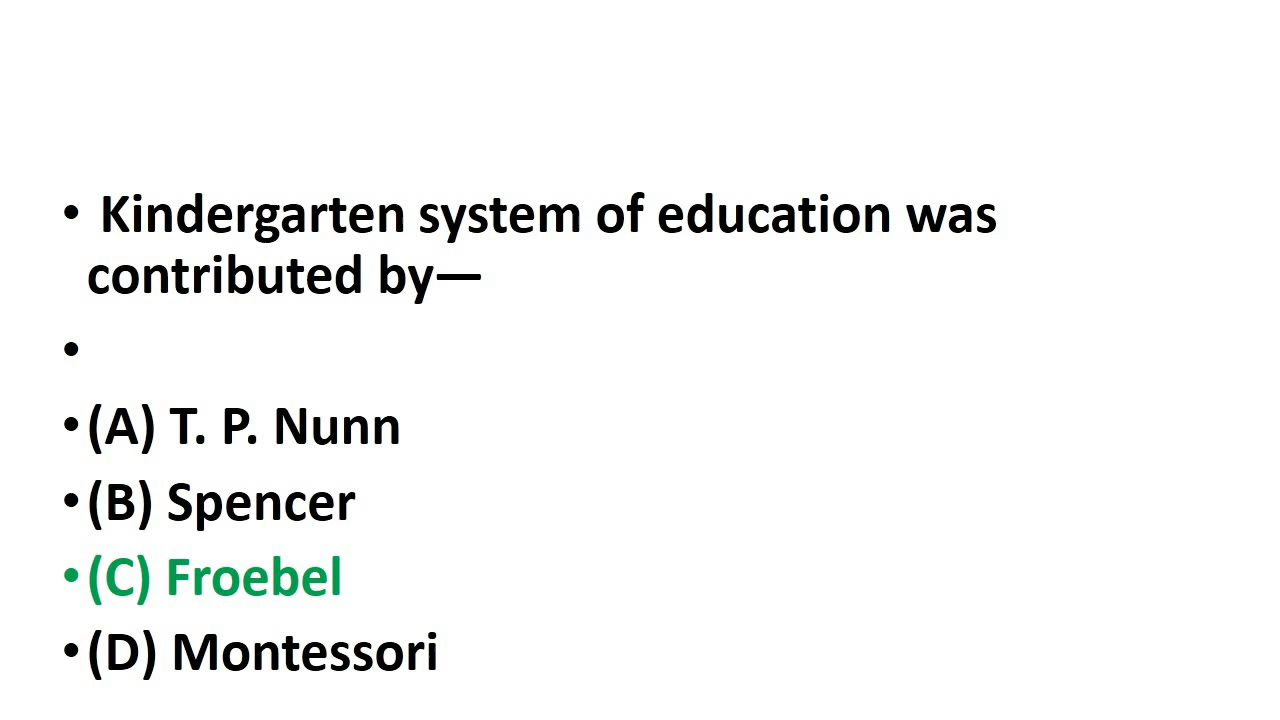 • Kindergarten system of education was
contributed by—
•
• (A) T. P. Nunn
• (B) Spencer
• (C) Froebel
• (D) Montessori